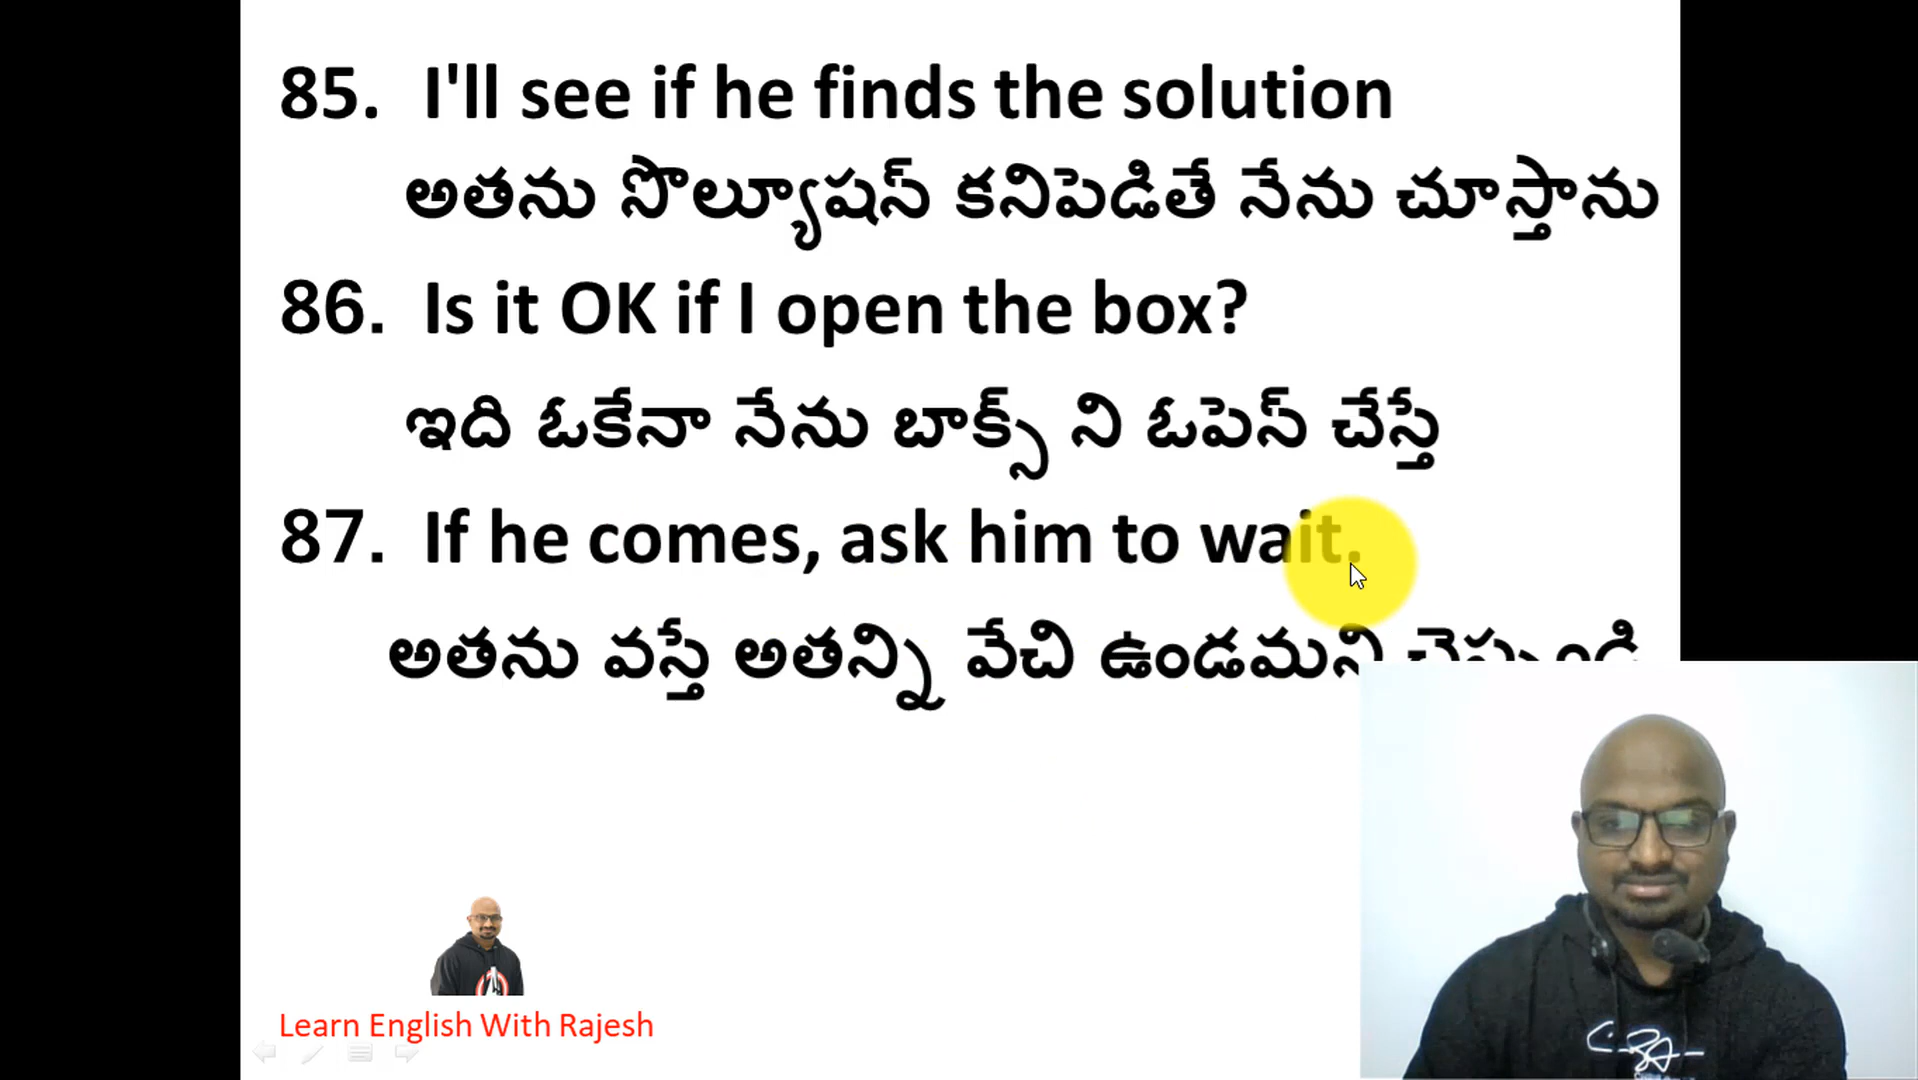 85. I'll see if he finds the solution
అతను సొల్యూషన్ కనిపెడితే నేను చూస్తాను
86. Is it OK if I open the box?
ఇది ఓకేనా నేను బాక్స్ ని ఓపెన్ చేస్తే
87. If he comes, ask him to wait.
అతను వస్తే అతన్ని వేచి ఉండమని
Learn English With Rajesh